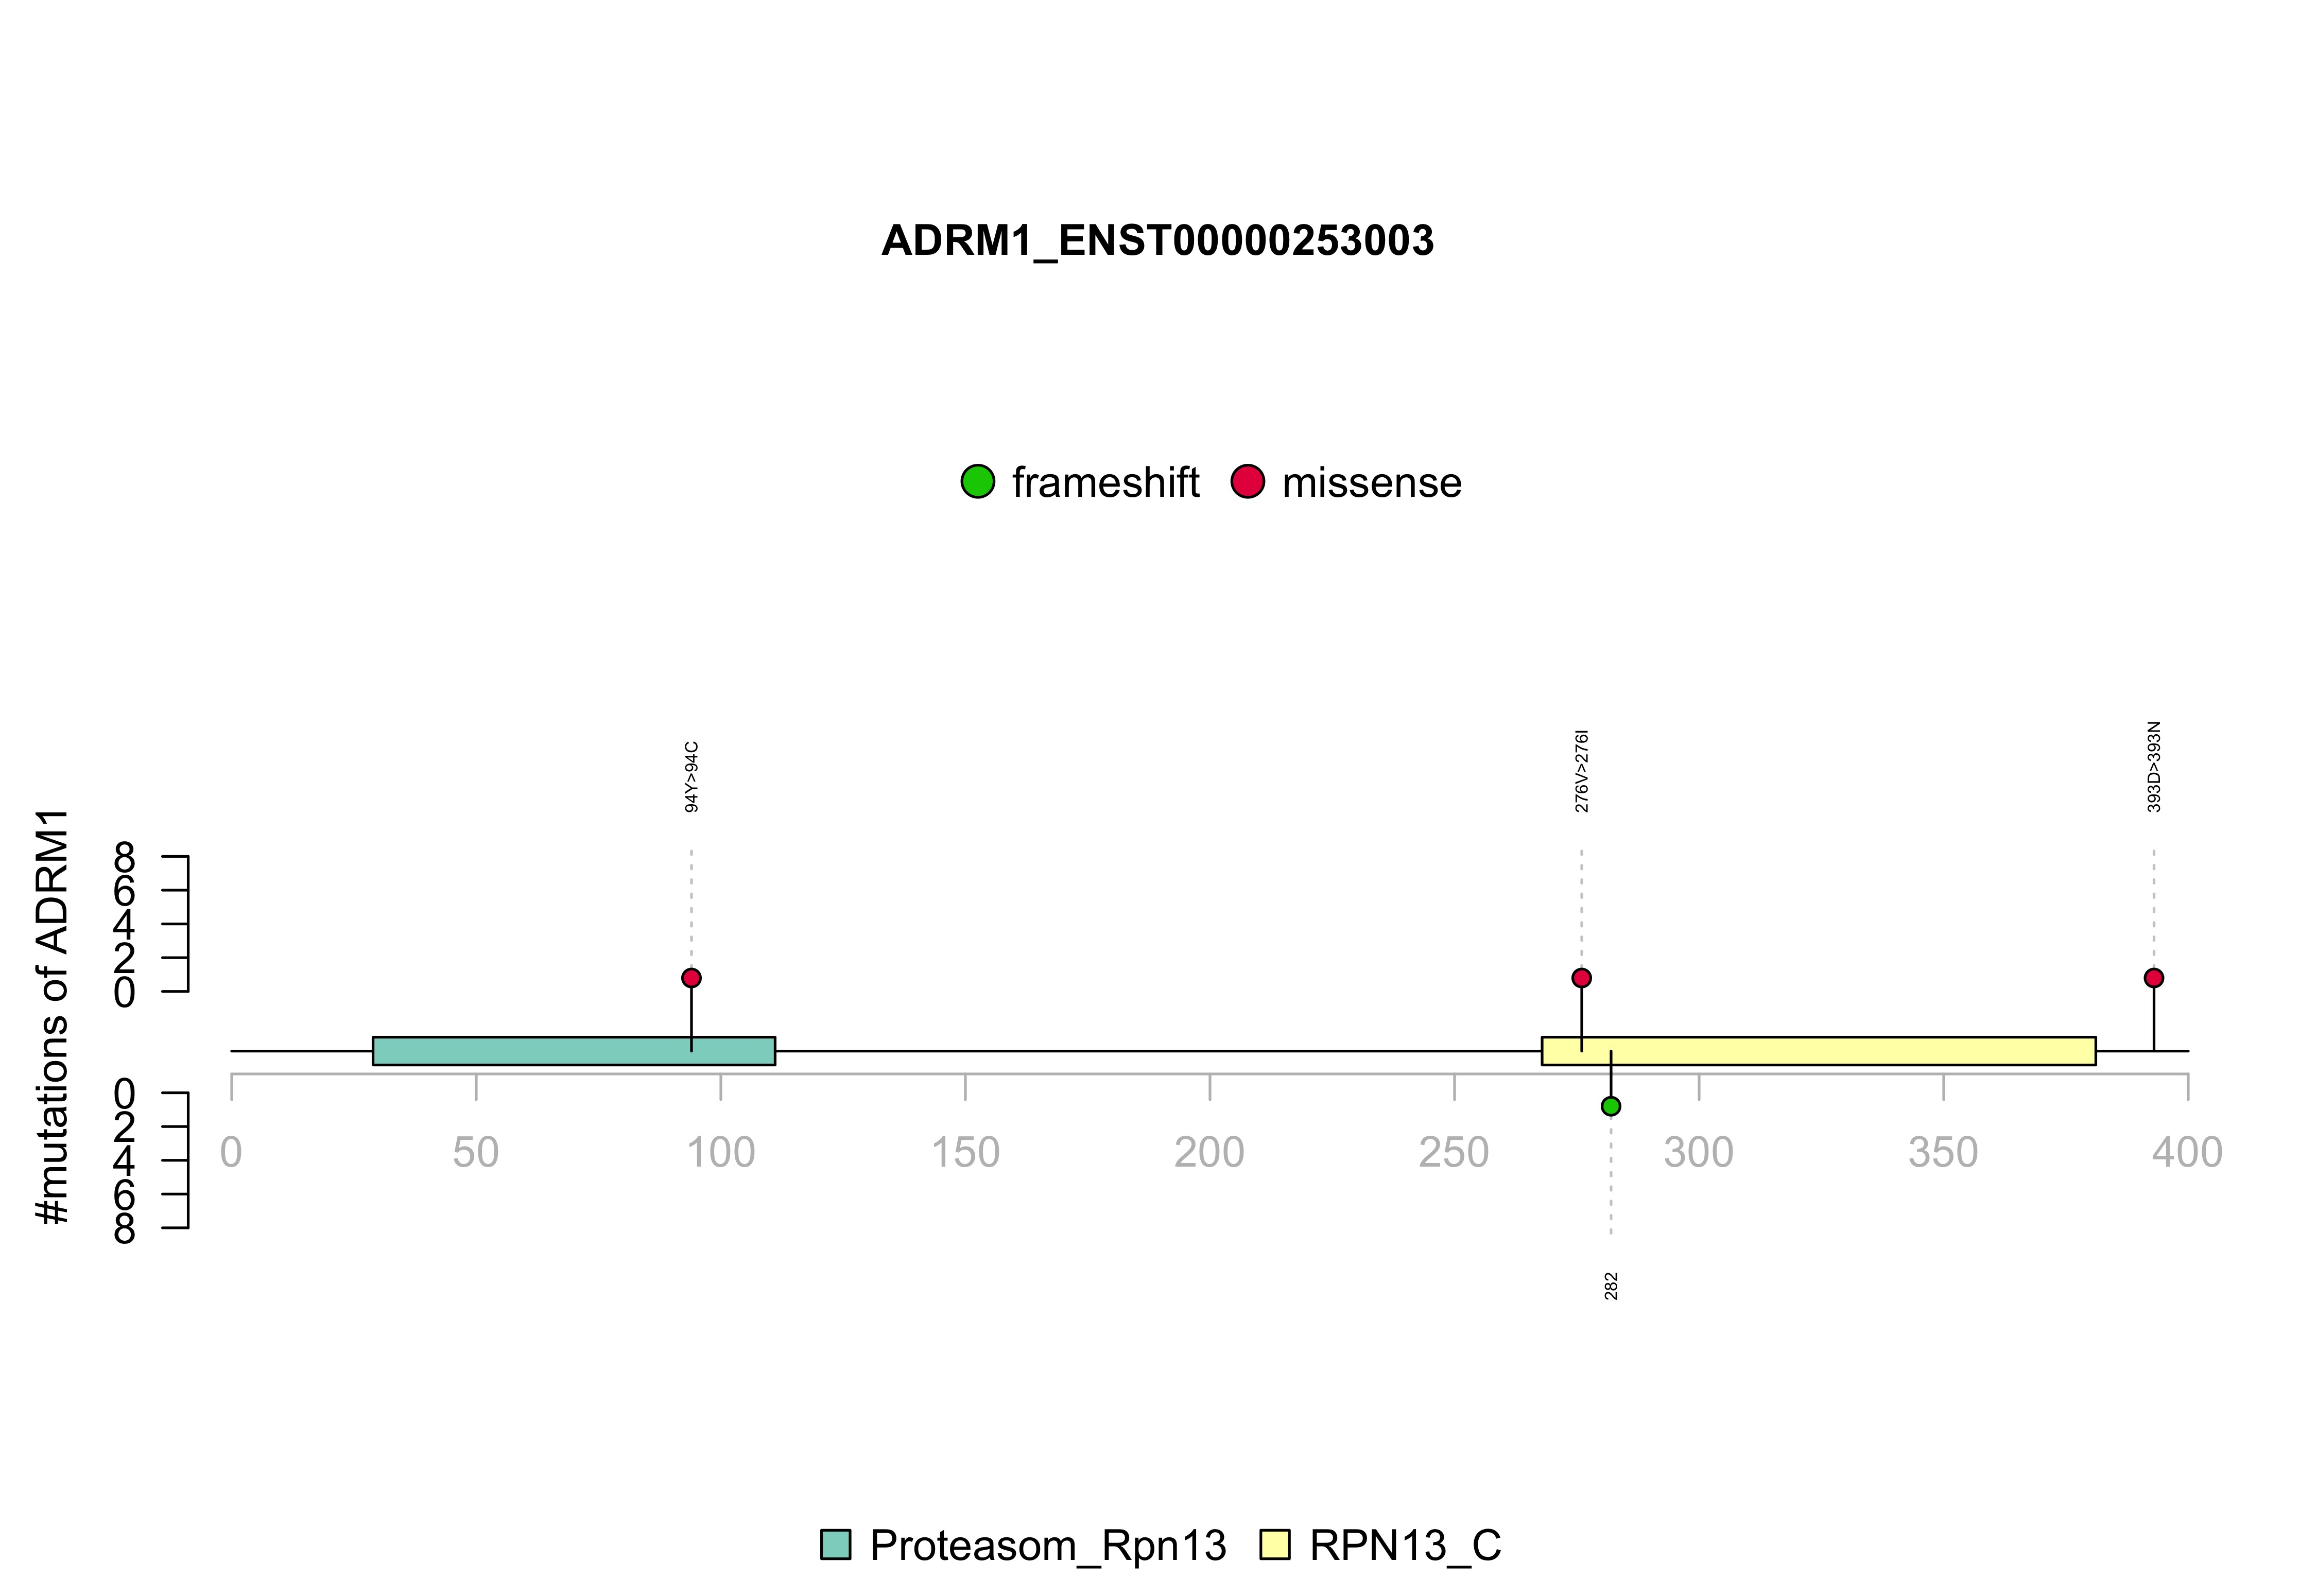 ADRM1_ENST00000253003
frameshift missense
94Y>94C
276V>276I
393D>393N
#mutations of ADRM1
8
6
4
2
0
0
2
4
6
8
0 50 100 150 200 250 300 350 400
282
Proteasom_Rpn13 RPN13_C